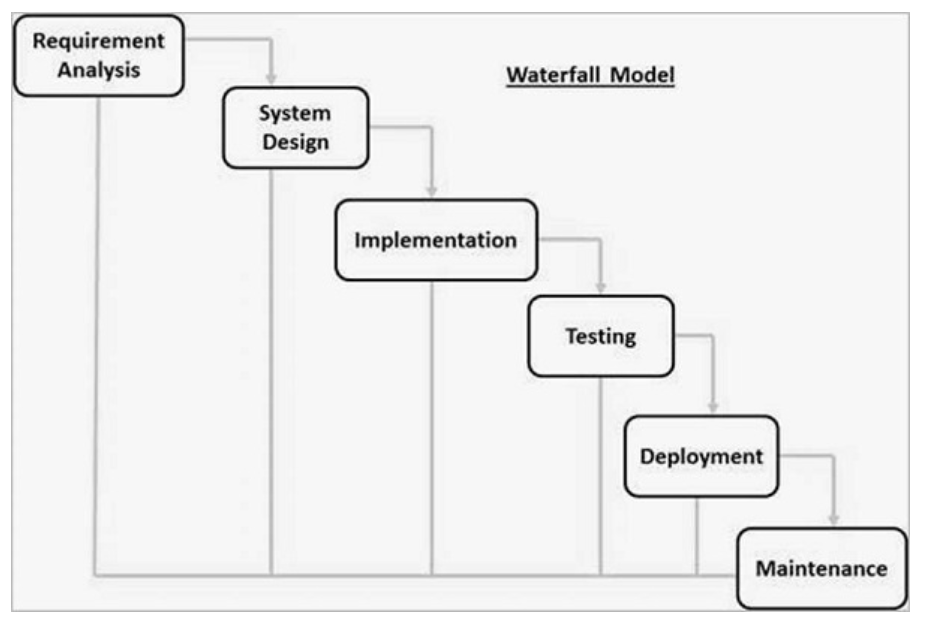 Requirement
Analysis
Waterfall Model
System
Design
Implementation
Testing
Deployment
Maintenance